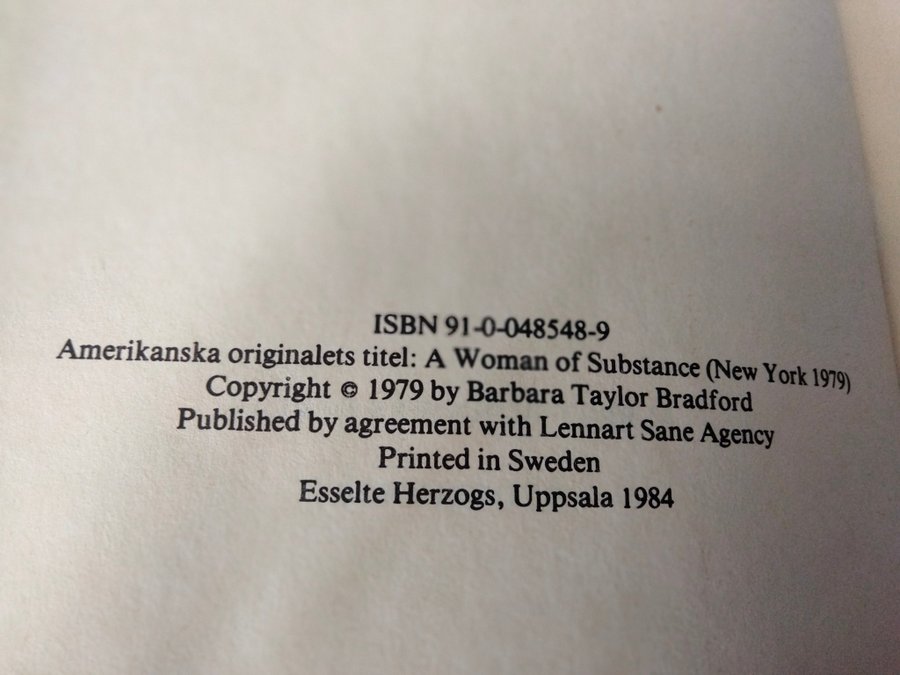 ISBN 91-0-048548-9
Amerikanska originalets titel: A Woman of Substance (New York 1979)
Copyright © 1979 by Barbara Taylor Bradford
Published by agreement with Lennart Sane Agency
Printed in Sweden
Esselte Herzogs, Uppsala 1984